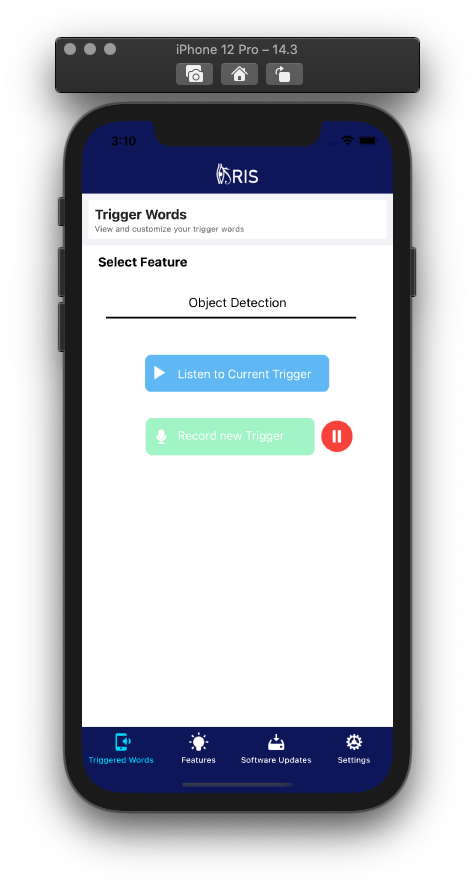 iPhone 12 Pro – 14.3
3:10
RIS
Trigger Words
View and customize your trigger words
Select Feature
Object Detection
Listen to Current Trigger
Record new Trigger
Triggered Words
Features
Software Updates
Settings